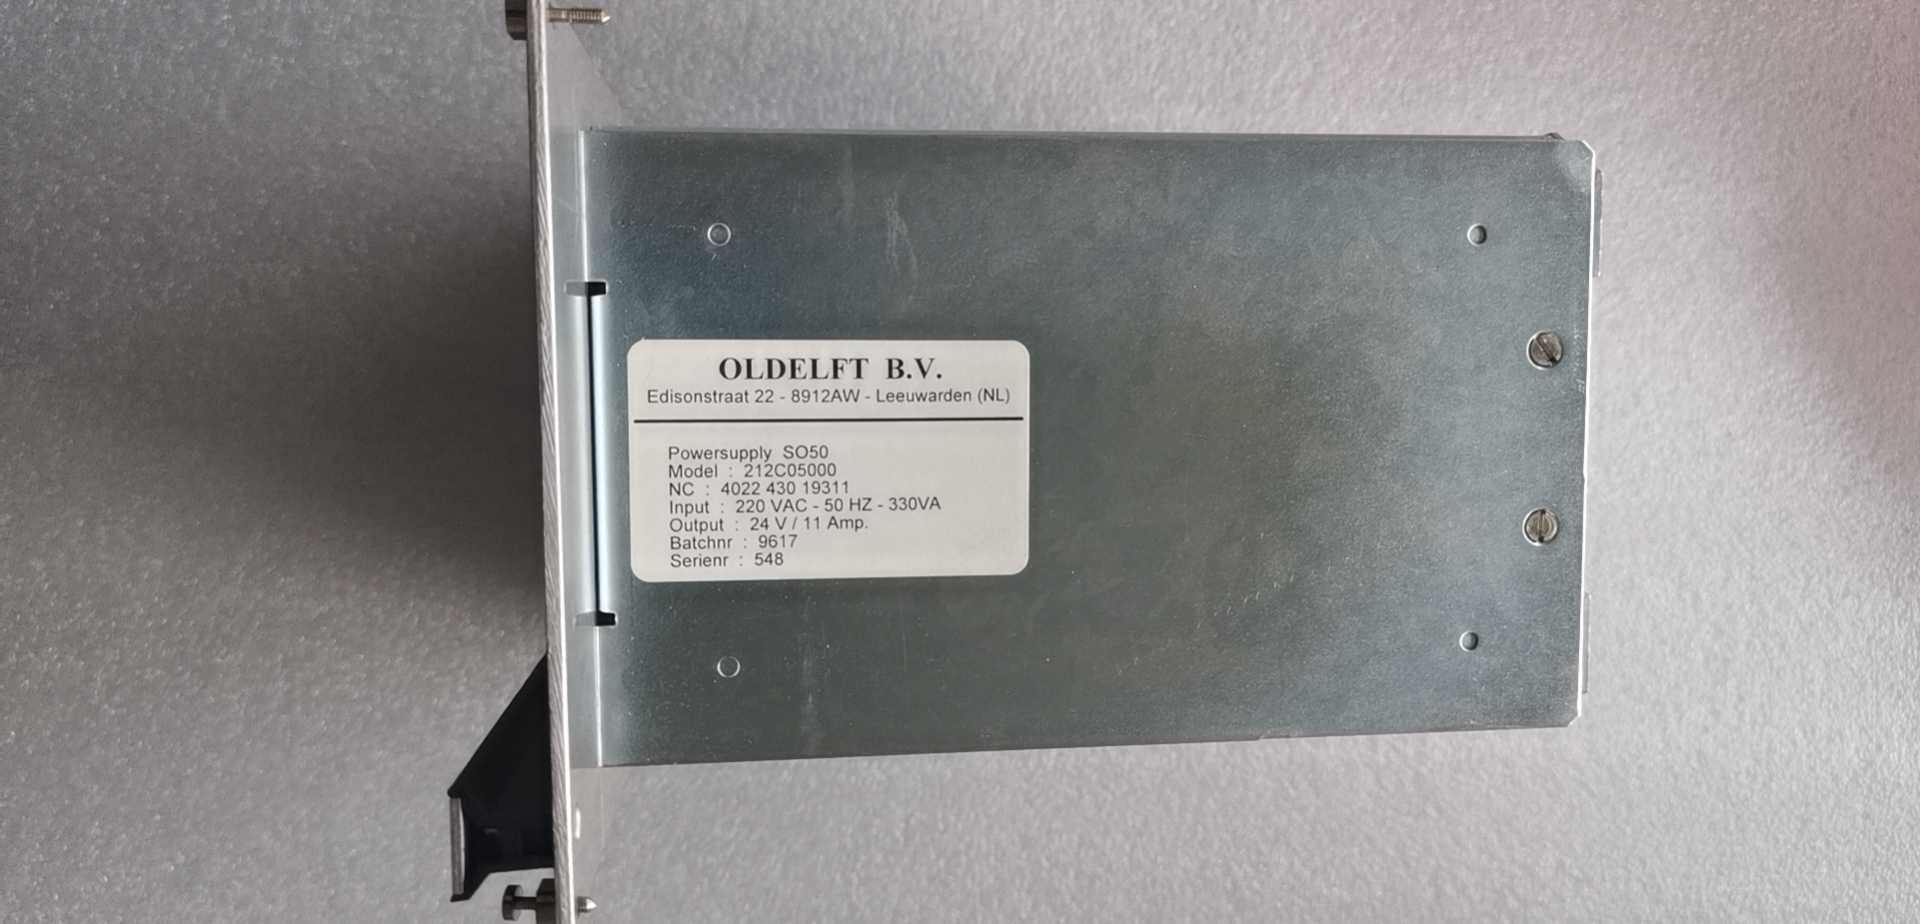 OLDELFT B.V.
Edisonstraat 22 - 8912AW - Leeuwarden (NL)
Powersupply SO50
Model : 212C05000
NC : 4022 430 19311
Input : 220 VAC - 50 HZ - 330VA
Output : 24 V / 11 Amp.
Batchnr : 9617
Serienr : 548